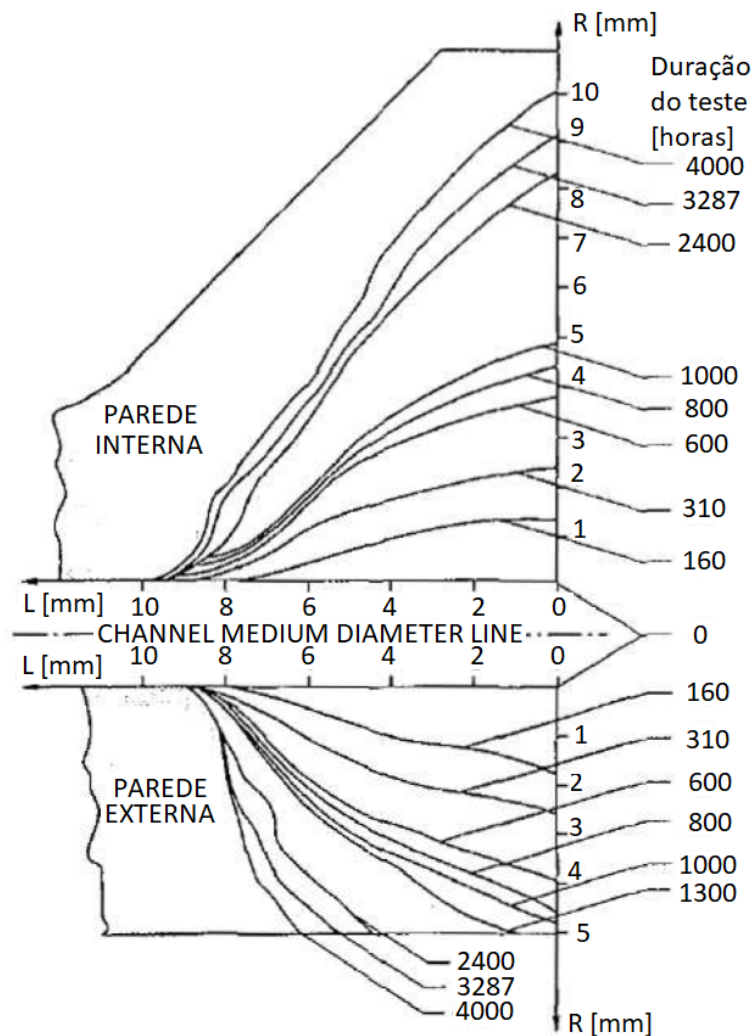 R [mm]
Duração
do teste
[horas]
10
9
8
7
6
5
4
3
2
1
4000
3287
2400
1000
800
600
310
160
PAREDE
INTERNA
L [mm] 10 8 6 4 2 0
CHANNEL MEDIUM DIAMETER LINE
0
L [mm] 10 8 6 4 2 0
PAREDE
EXTERNA
1
2
3
4
5
160
310
600
800
1000
1300
2400
3287
4000
R [mm]